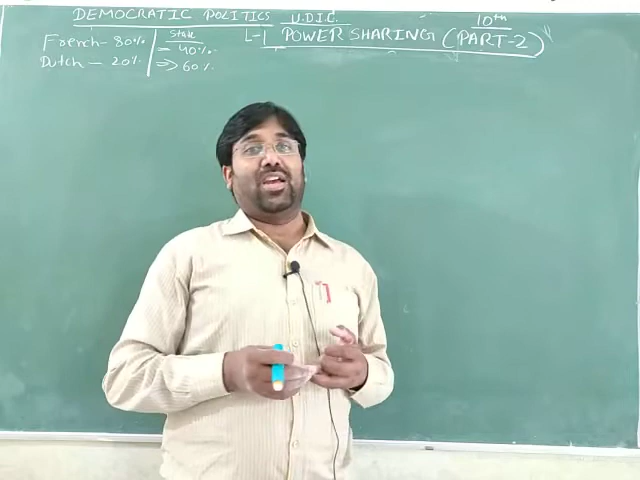 DEMOCRATIC POLITICS U.D.I.C. 10th
L-1 POWER SHARING (PART-2)
French- 80% State = 40%
Dutch - 20% => 60%